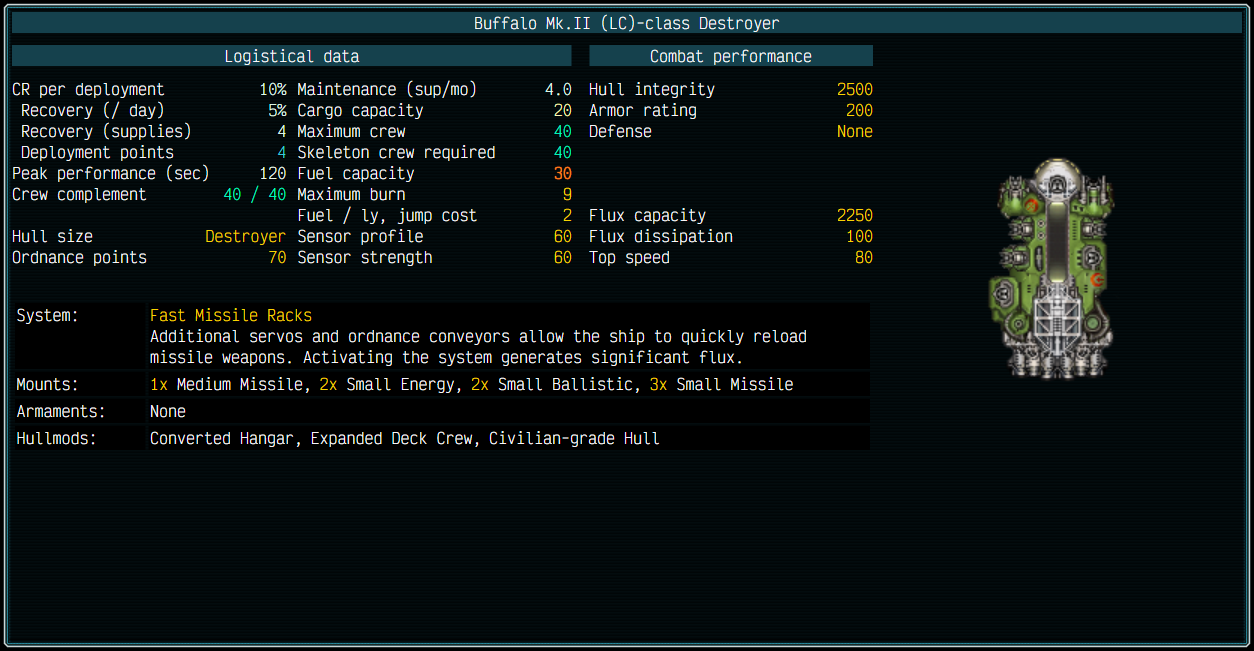 Buffalo Mk.II (LC)-class Destroyer
Logistical data Combat performance
CR per deployment 10% Maintenance (sup/mo) 4.0 Hull integrity 2500
Recovery (/ day) 5% Cargo capacity 20 Armor rating 200
Recovery (supplies) 4 Maximum crew 40 Defense None
Deployment points 4 Skeleton crew required 40
Peak performance (sec) 120 Fuel capacity 30
Crew complement 40 / 40 Maximum burn 9
Fuel / ly, jump cost 2 Flux capacity 2250
Hull size Destroyer Sensor profile 60 Flux dissipation 100
Ordnance points 70 Sensor strength 60 Top speed 80
System: Fast Missile Racks
Additional servos and ordnance conveyors allow the ship to quickly reload
missile weapons. Activating the system generates significant flux.
Mounts: 1x Medium Missile, 2x Small Energy, 2x Small Ballistic, 3x Small Missile
Armaments: None
Hullmods: Converted Hangar, Expanded Deck Crew, Civilian-grade Hull